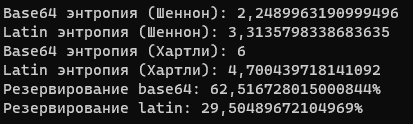 Base64 энтропия (Шеннон): 2,2489963190999496
Latin энтропия (Шеннон): 3,3135798338683635
Base64 энтропия (Хартли): 6
Latin энтропия (Хартли): 4,700439718141092
Резервирование base64: 62,516728015000844%
Резервирование latin: 29,50489672104969%